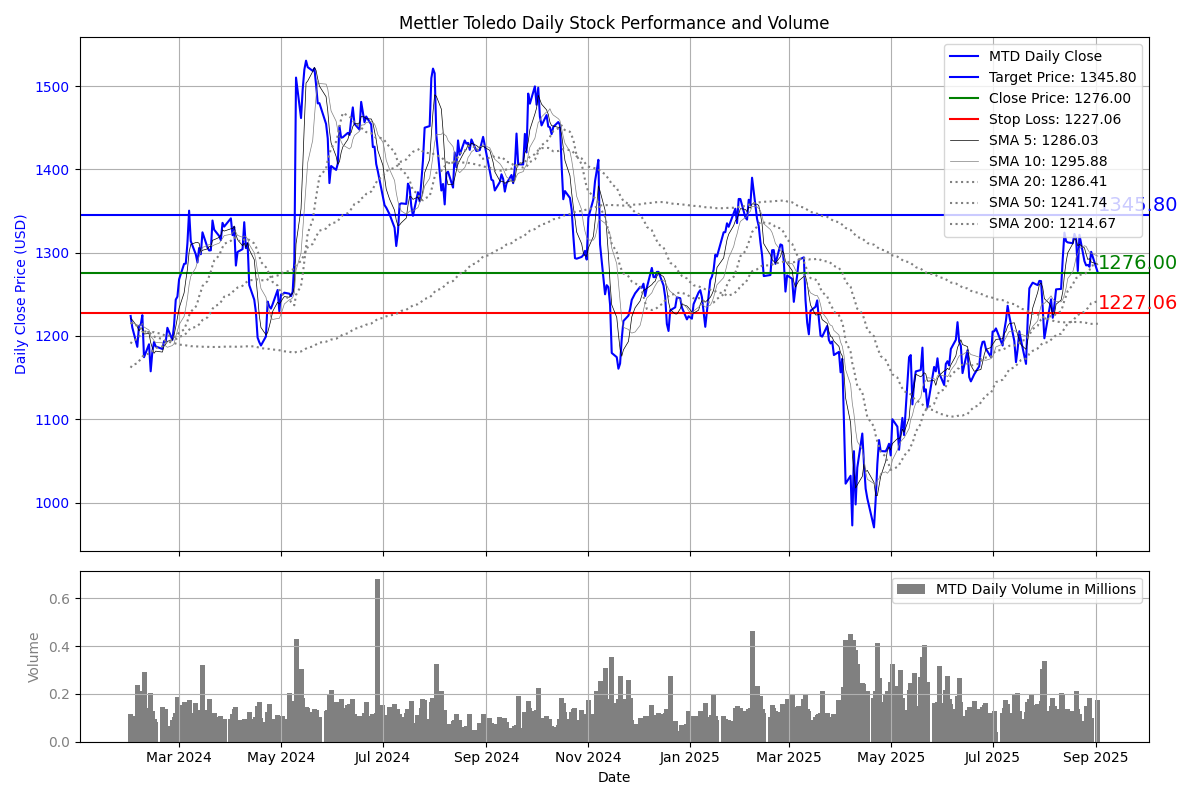 Mettler Toledo Daily Stock Performance and Volume
Daily Close Price (USD)
1500
1400
1300
1200
1100
1000
MTD Daily Close
Target Price: 1345.80
Close Price: 1276.00
Stop Loss: 1227.06
SMA 5: 1286.03
SMA 10: 1295.88
SMA 20: 1286.41
SMA 50: 1241.74
SMA 200: 1214.67
1345.80
1276.00
1227.06
Volume
0.6
0.4
0.2
0.0
MTD Daily Volume in Millions
Mar 2024 May 2024 Jul 2024 Sep 2024 Nov 2024 Jan 2025 Mar 2025 May 2025 Jul 2025 Sep 2025
Date